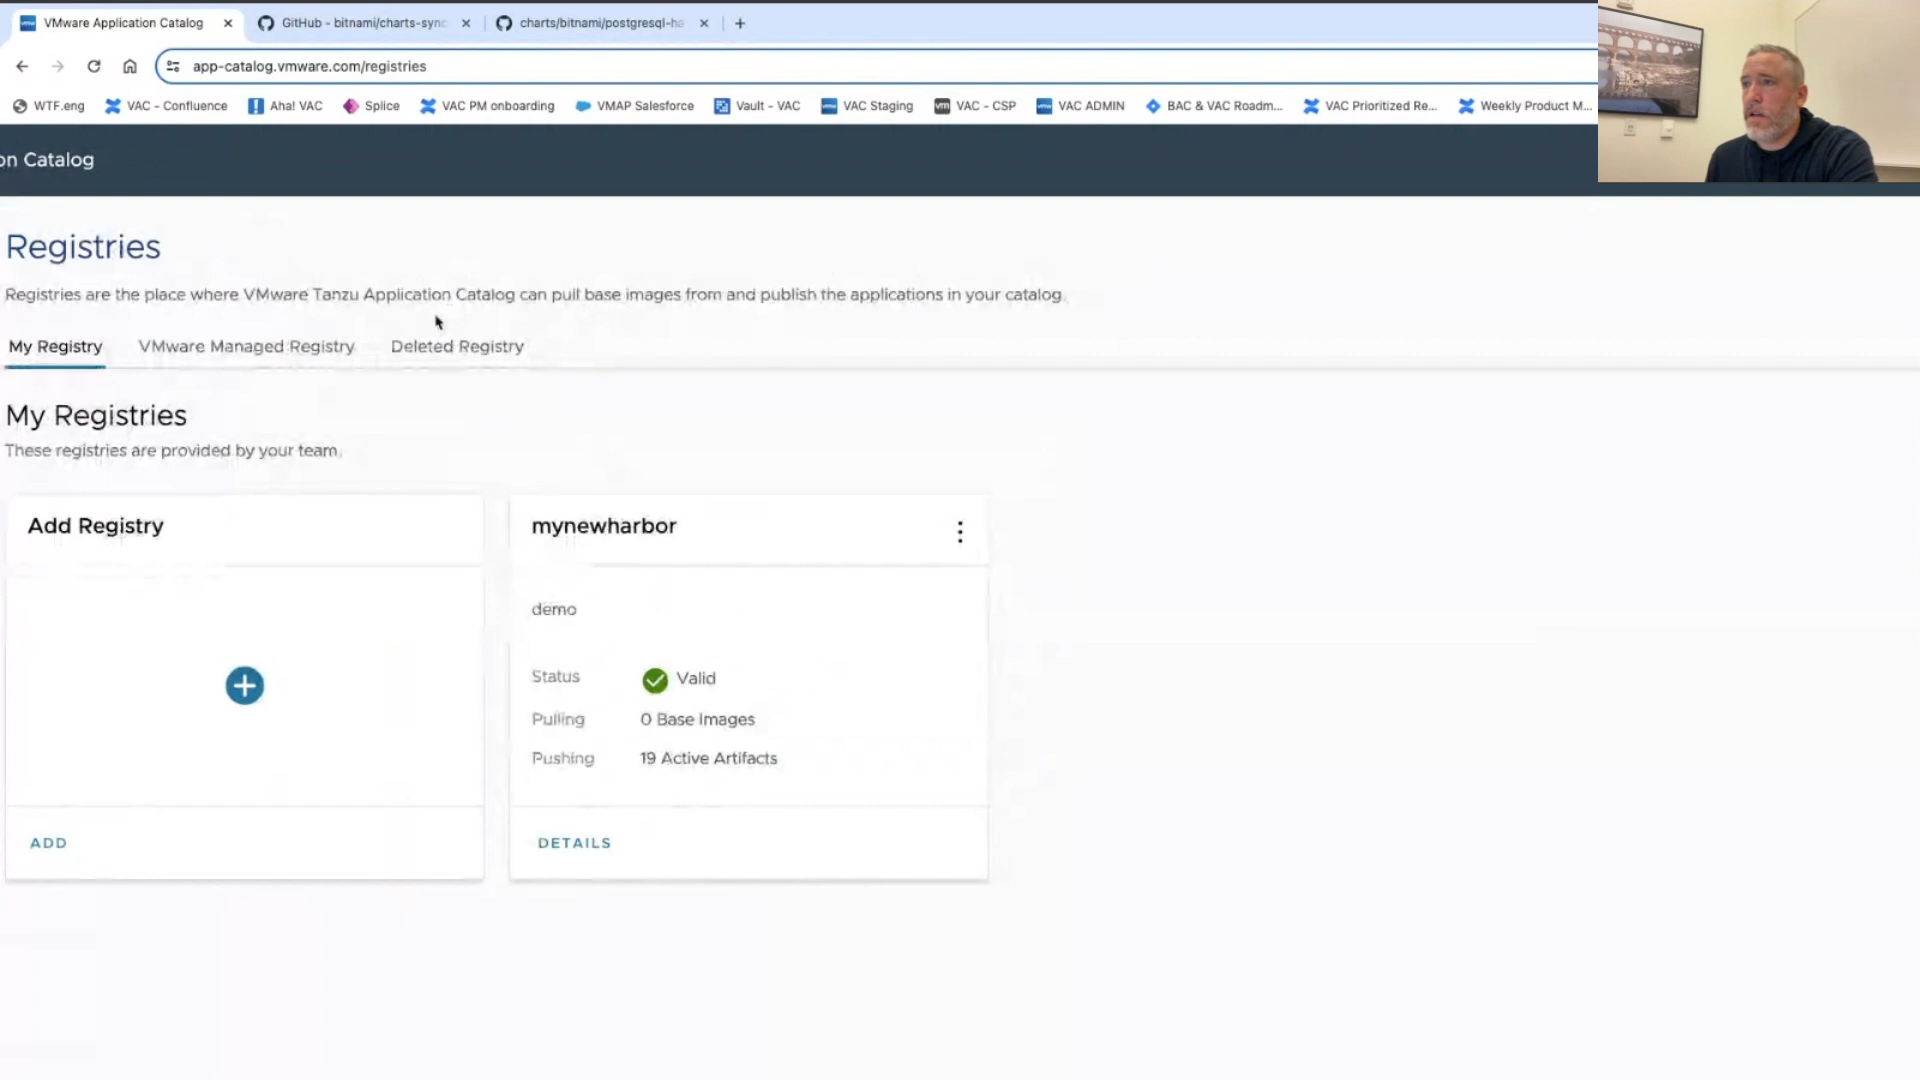 VMware Application Catalog
GitHub - bitnami/charts-sync
charts/bitnami/postgresql-ha
app-catalog.vmware.com/registries
WTF.eng
VAC - Confluence
Aha! VAC
Splice
VAC PM onboarding
VMAP Salesforce
Vault - VAC
VAC Staging
VAC - CSP
VAC ADMIN
BAC & VAC Roadm...
VAC Prioritized Re...
Weekly Product M...
on Catalog
Registries
Registries are the place where VMware Tanzu Application Catalog can pull base images from and publish the applications in your catalog.
My Registry
VMware Managed Registry
Deleted Registry
My Registries
These registries are provided by your team.
Add Registry
ADD
mynewharbor
demo
Status Valid
Pulling 0 Base Images
Pushing 19 Active Artifacts
DETAILS